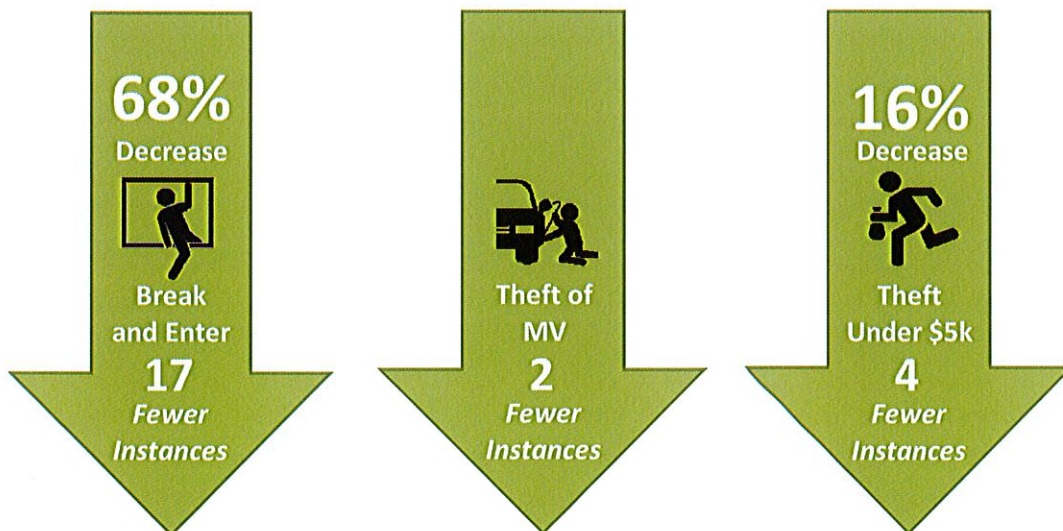 68%
Decrease
Break
and Enter
17
Fewer
Instances
Theft of
MV
2
Fewer
Instances
16%
Decrease
Theft
Under $5k
4
Fewer
Instances